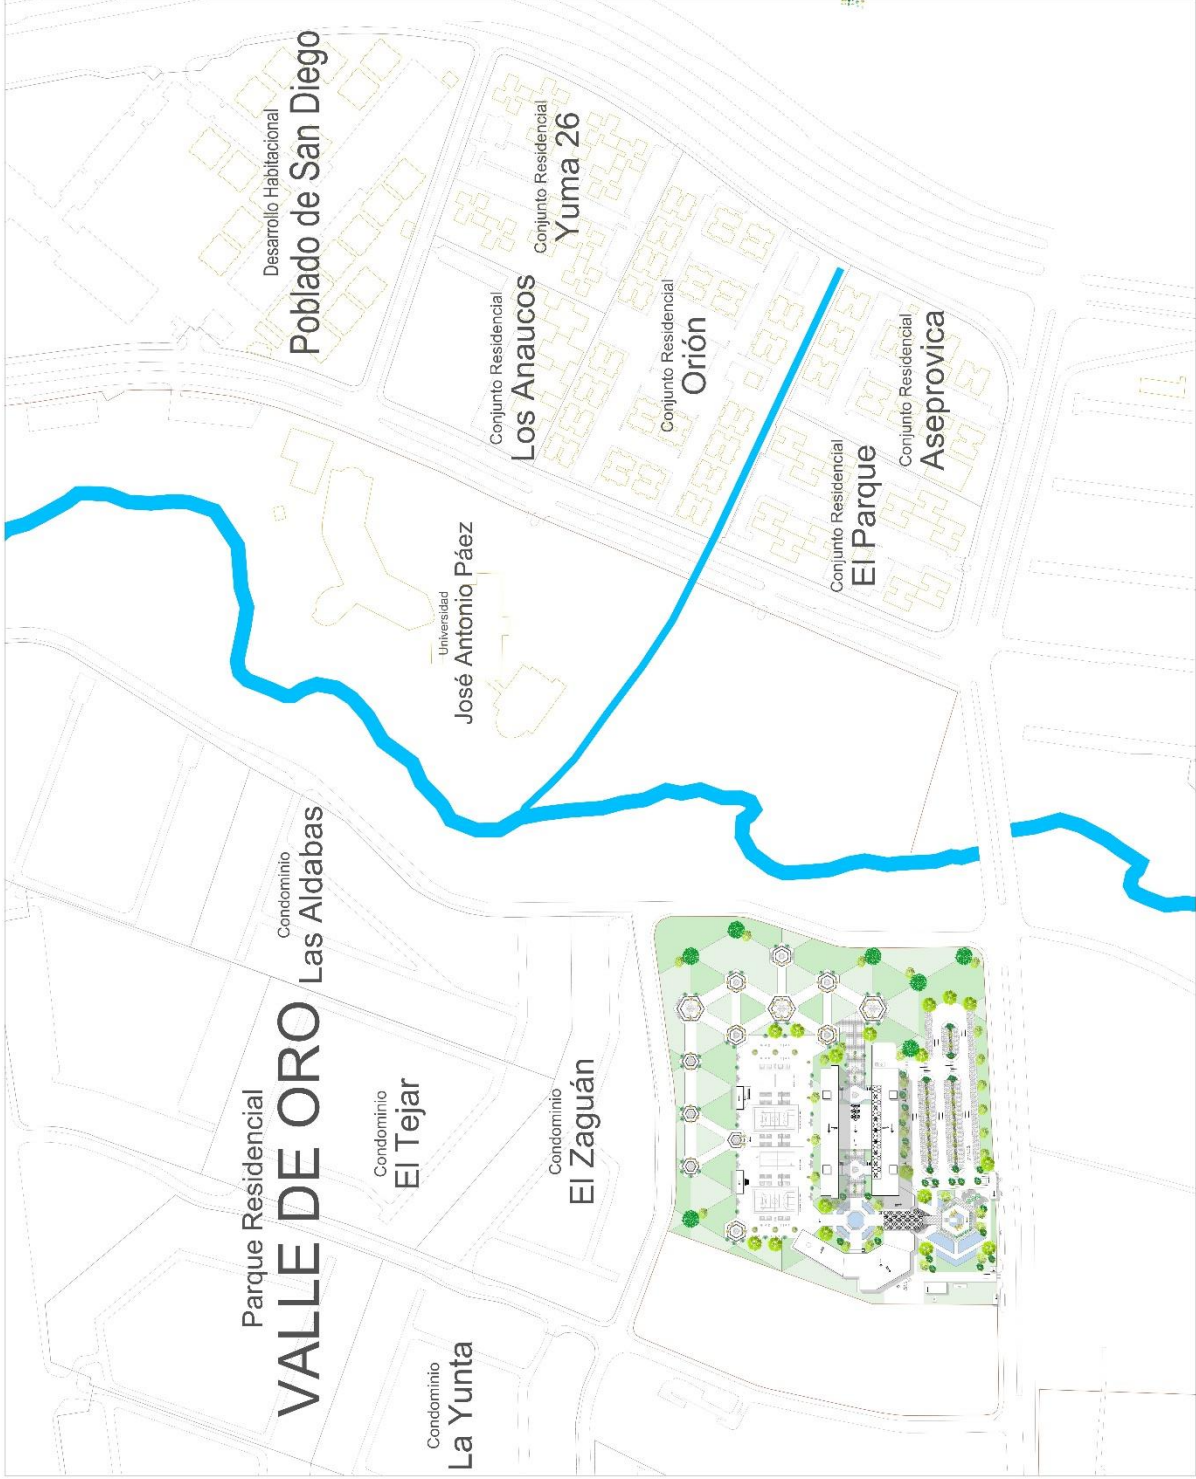 Parque Residencial
VALLE DE ORO
Condominio
La Yunta
Condominio
El Tejar
Condominio
Las Aldabas
Condominio
El Zaguán
Desarrollo Habitacional
Poblado de San Diego
Universidad
José Antonio Páez
Conjunto Residencial
Los Anaucos
Conjunto Residencial
Yuma 26
Conjunto Residencial
Orión
Conjunto Residencial
El Parque
Conjunto Residencial
Aseprovica